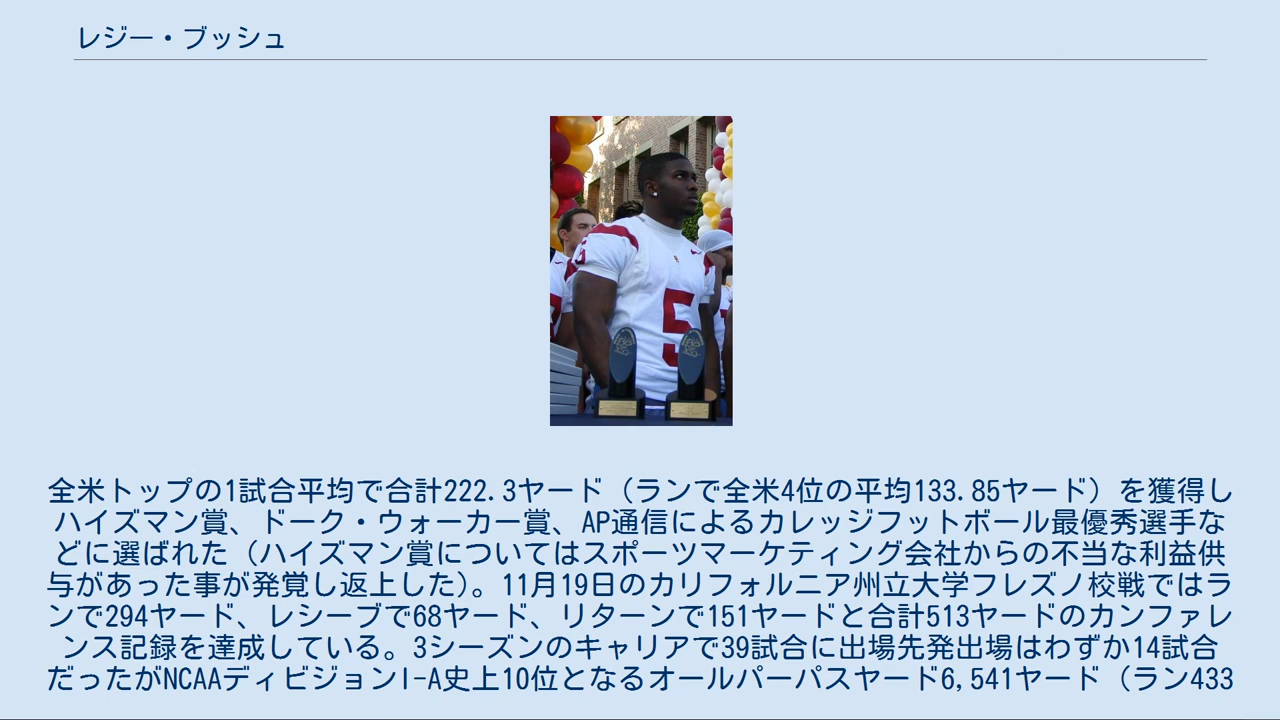 レジー・ブッシュ
5
全米トップの1試合平均で合計222.3ヤード（ランで全米4位の平均133.85ヤード）を獲得し
ハイズマン賞、ドーク・ウォーカー賞、AP通信によるカレッジフットボール最優秀選手な
どに選ばれた（ハイズマン賞についてはスポーツマーケティング会社からの不当な利益供
与があった事が発覚し返上した)。11月19日のカリフォルニア州立大学フレズノ校戦ではラ
ンで294ヤード、レシーブで68ヤード、リターンで151ヤードと合計513ヤードのカンファレ
ンス記録を達成している。3シーズンのキャリアで39試合に出場先発出場はわずか14試合
だったがNCAAディビジョンI-A史上10位となるオールパーパスヤード6,541ヤード（ラン433